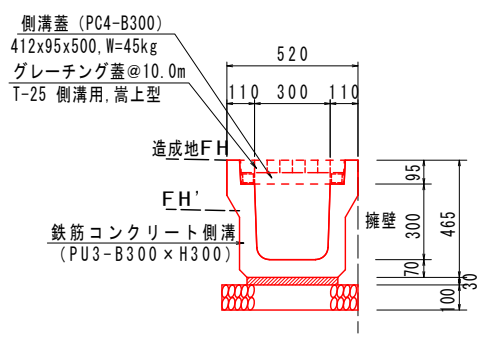 側溝蓋 (PC4-B300)
412x95x500, W=45kg
グレーチング蓋@10.0m
T-25 側溝用, 嵩上型
520
110 300 110
造成地FH
95
FH'
擁壁
300
465
鉄筋コンクリート側溝
(PU3-B300×H300)
70
30
100